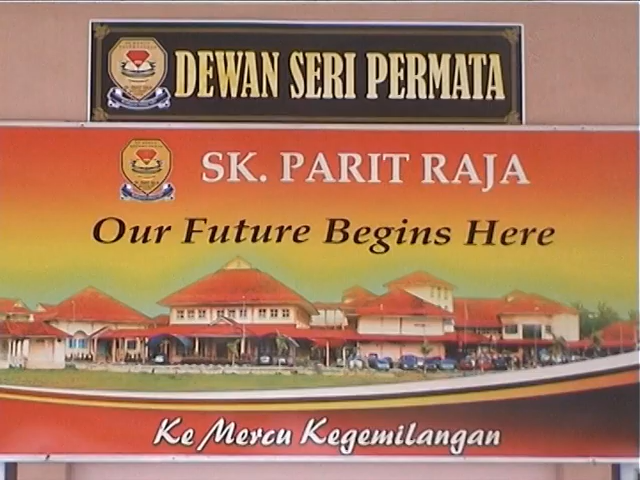 DEWAN SERI PERMATA
SK. PARIT RAJA
Our Future Begins Here
Ke Mercu Kegemilangan